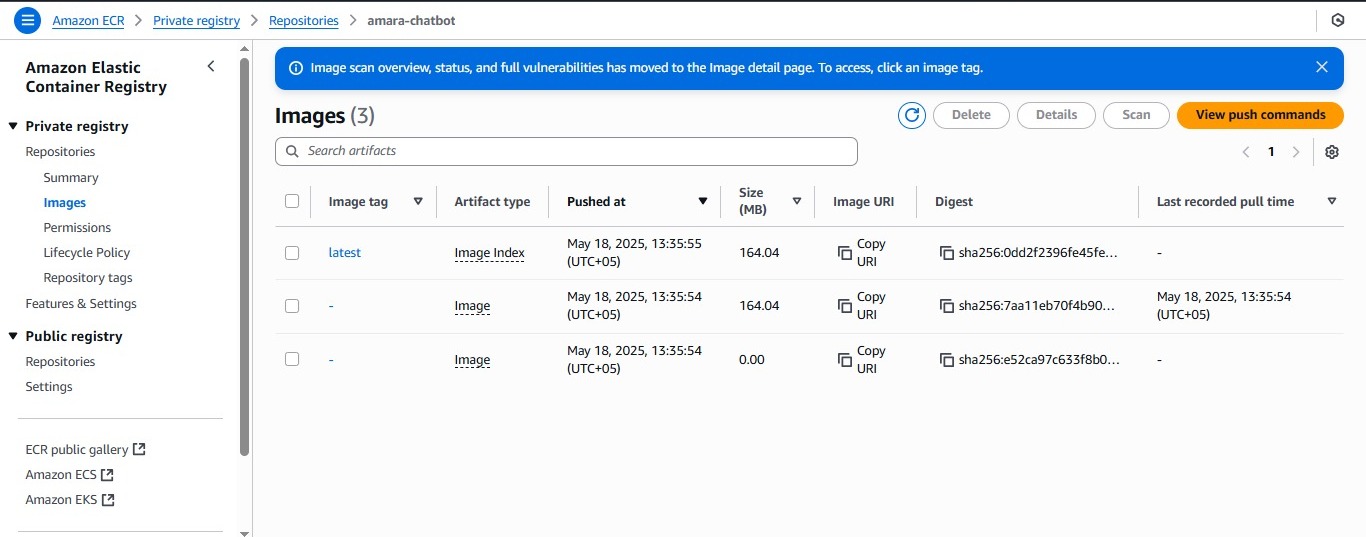 Amazon ECR > Private registry > Repositories > amara-chatbot
Amazon Elastic
Container Registry
Private registry
Repositories
Summary
Images
Permissions
Lifecycle Policy
Repository tags
Features & Settings
Public registry
Repositories
Settings
ECR public gallery
Amazon ECS
Amazon EKS
Image scan overview, status, and full vulnerabilities has moved to the Image detail page. To access, click an image tag.
Images (3)
Delete
Details
Scan
View push commands
Search artifacts
1
Image tag
Artifact type
Pushed at
Size
(MB)
Image URI
Digest
Last recorded pull time
latest
Image Index
May 18, 2025, 13:35:55
(UTC+05)
164.04
Copy
URI
sha256:0dd2f2396fe45fe...
-
-
Image
May 18, 2025, 13:35:54
(UTC+05)
164.04
Copy
URI
sha256:7aa11eb70f4b90...
May 18, 2025, 13:35:54
(UTC+05)
-
Image
May 18, 2025, 13:35:54
(UTC+05)
0.00
Copy
URI
sha256:e52ca97c633f8b0...
-